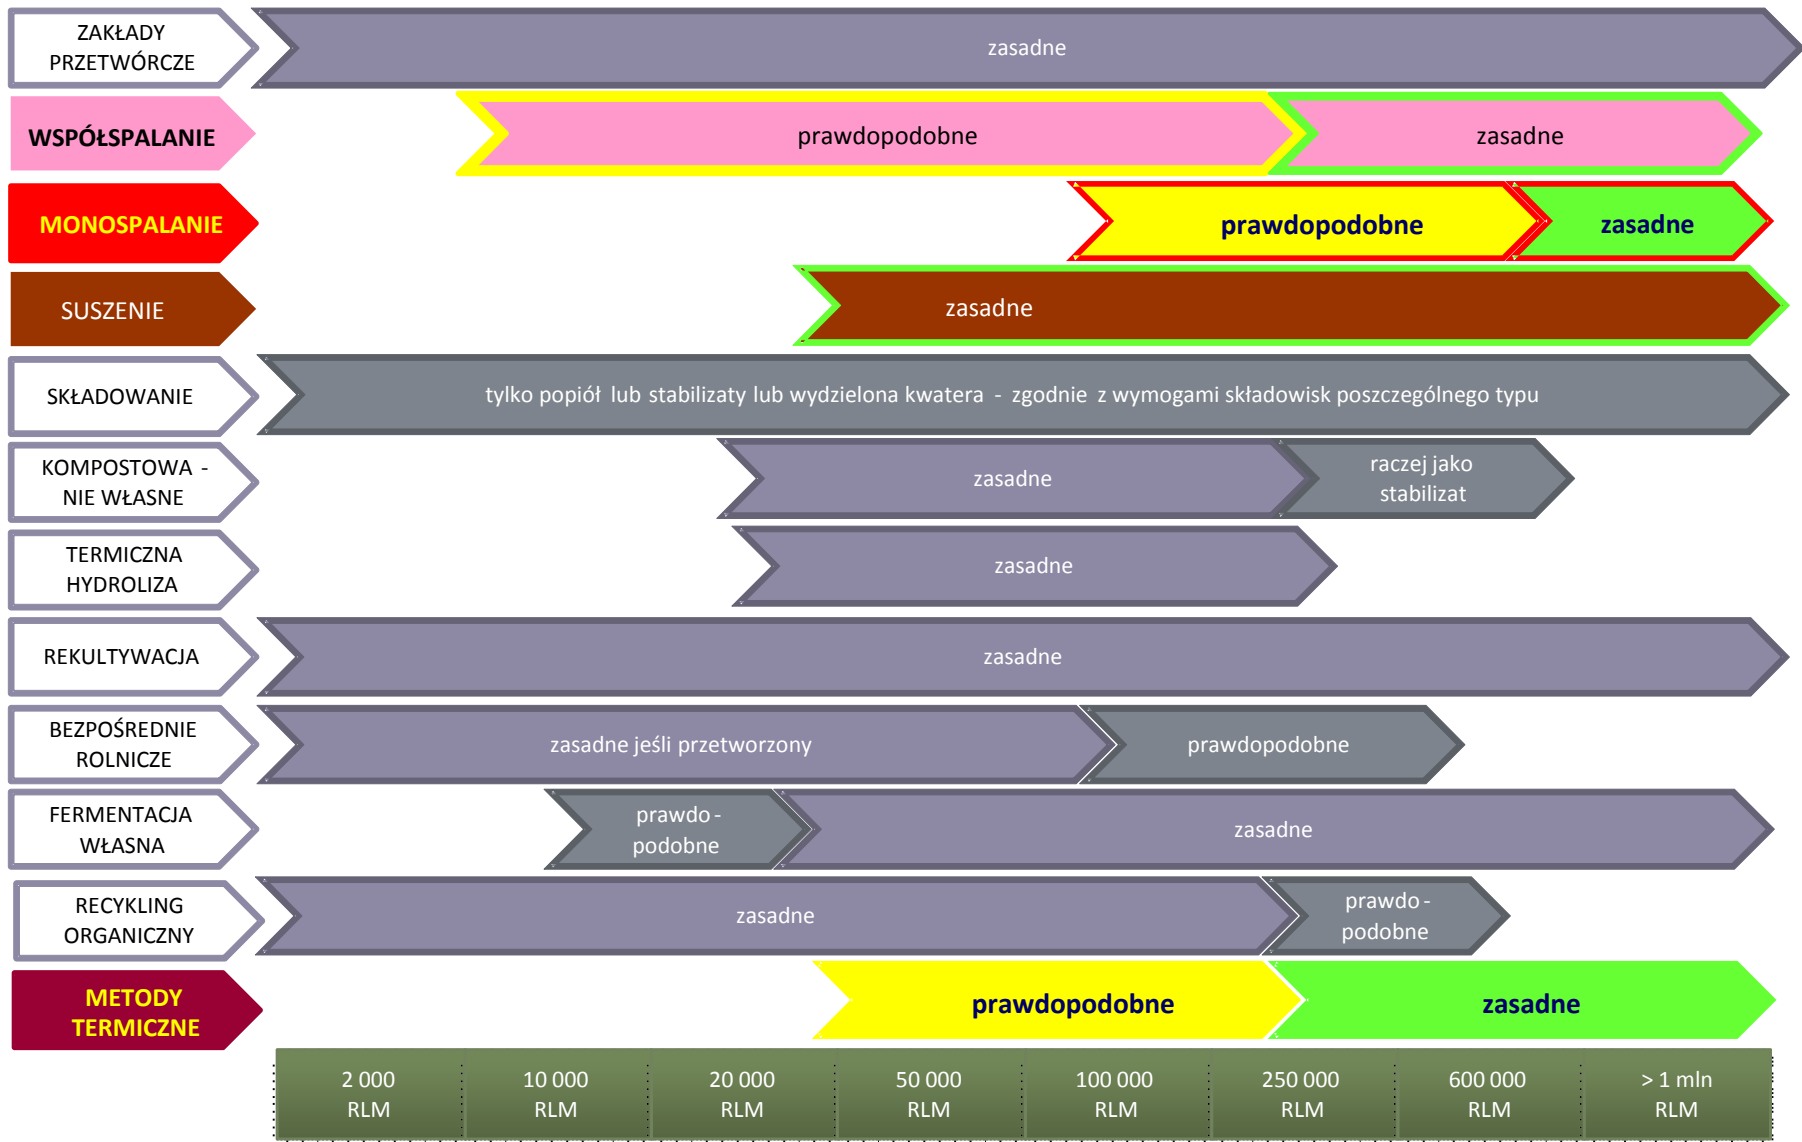 ZAKŁADY
PRZETWÓRCZE
zasadne
WSPÓŁSPALANIE
prawdopodobne
zasadne
MONOSPALANIE
prawdopodobne
zasadne
SUSZENIE
zasadne
SKŁADOWANIE
tylko popiół lub stabilizaty lub wydzielona kwatera - zgodnie z wymogami składowisk poszczególnego typu
KOMPOSTOWA -
NIE WŁASNE
zasadne
raczej jako
stabilizat
TERMICZNA
HYDROLIZA
zasadne
REKULTYWACJA
zasadne
BEZPOŚREDNIE
ROLNICZE
zasadne jeśli przetworzony
prawdopodobne
FERMENTACJA
WŁASNA
prawdo -
podobne
zasadne
RECYKLING
ORGANICZNY
zasadne
prawdo -
podobne
METODY
TERMICZNE
prawdopodobne
zasadne
2 000
RLM
10 000
RLM
20 000
RLM
50 000
RLM
100 000
RLM
250 000
RLM
600 000
RLM
> 1 mln
RLM